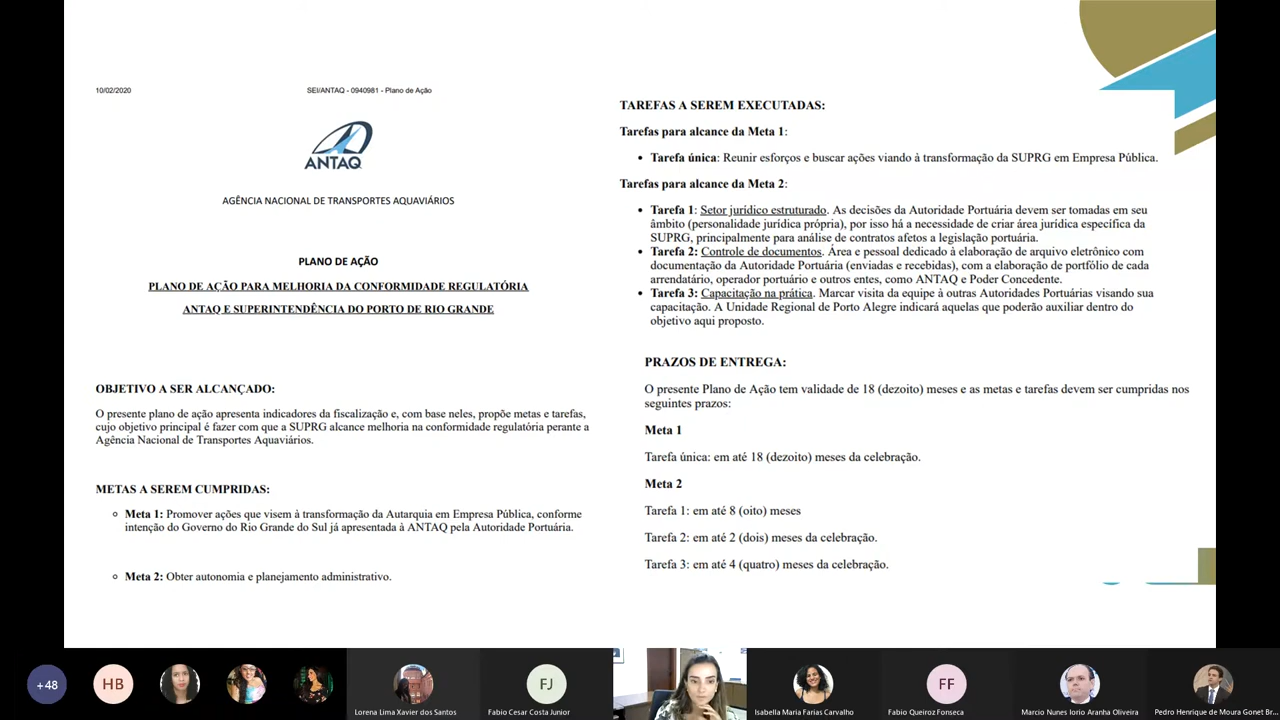 10/02/2020
SEI/ANTAQ - 0940981 - Plano de Ação
ANTAQ
AGÊNCIA NACIONAL DE TRANSPORTES AQUAVIÁRIOS
PLANO DE AÇÃO
PLANO DE AÇÃO PARA MELHORIA DA CONFORMIDADE REGULATÓRIA
ANTAQ E SUPERINTENDÊNCIA DO PORTO DE RIO GRANDE
OBJETIVO A SER ALCANÇADO:
O presente plano de ação apresenta indicadores da fiscalização e, com base neles, propõe metas e tarefas,
cujo objetivo principal é fazer com que a SUPRG alcance melhoria na conformidade regulatória perante a
Agência Nacional de Transportes Aquaviários.
METAS A SEREM CUMPRIDAS:
Meta 1: Promover ações que visem à transformação da Autarquia em Empresa Pública, conforme
intenção do Governo do Rio Grande do Sul já apresentada à ANTAQ pela Autoridade Portuária.
Meta 2: Obter autonomia e planejamento administrativo.
TAREFAS A SEREM EXECUTADAS:
Tarefas para alcance da Meta 1:
Tarefa única: Reunir esforços e buscar ações viando à transformação da SUPRG em Empresa Pública.
Tarefas para alcance da Meta 2:
Tarefa 1: Setor jurídico estruturado. As decisões da Autoridade Portuária devem ser tomadas em seu
âmbito (personalidade jurídica própria), por isso há a necessidade de criar área jurídica específica da
SUPRG, principalmente para análise de contratos afetos a legislação portuária.
Tarefa 2: Controle de documentos. Área e pessoal dedicado à elaboração de arquivo eletrônico com
documentação da Autoridade Portuária (enviadas e recebidas), com a elaboração de portfólio de cada
arrendatário, operador portuário e outros entes, como ANTAQ e Poder Concedente.
Tarefa 3: Capacitação na prática. Marcar visita da equipe à outras Autoridades Portuárias visando sua
capacitação. A Unidade Regional de Porto Alegre indicará aquelas que poderão auxiliar dentro do
objetivo aqui proposto.
PRAZOS DE ENTREGA:
O presente Plano de Ação tem validade de 18 (dezoito) meses e as metas e tarefas devem ser cumpridas nos
seguintes prazos:
Meta 1
Tarefa única: em até 18 (dezoito) meses da celebração.
Meta 2
Tarefa 1: em até 8 (oito) meses
Tarefa 2: em até 2 (dois) meses da celebração.
Tarefa 3: em até 4 (quatro) meses da celebração.
+48
HB
FJ
FF
Lorena Lima Xavier dos Santos
Fabio Cesar Costa Junior
Isabella Maria Farias Carvalho
Fabio Queiroz Fonseca
Marcio Nunes Iorio Aranha Oliveira
Pedro Henrique de Moura Gonet Br...